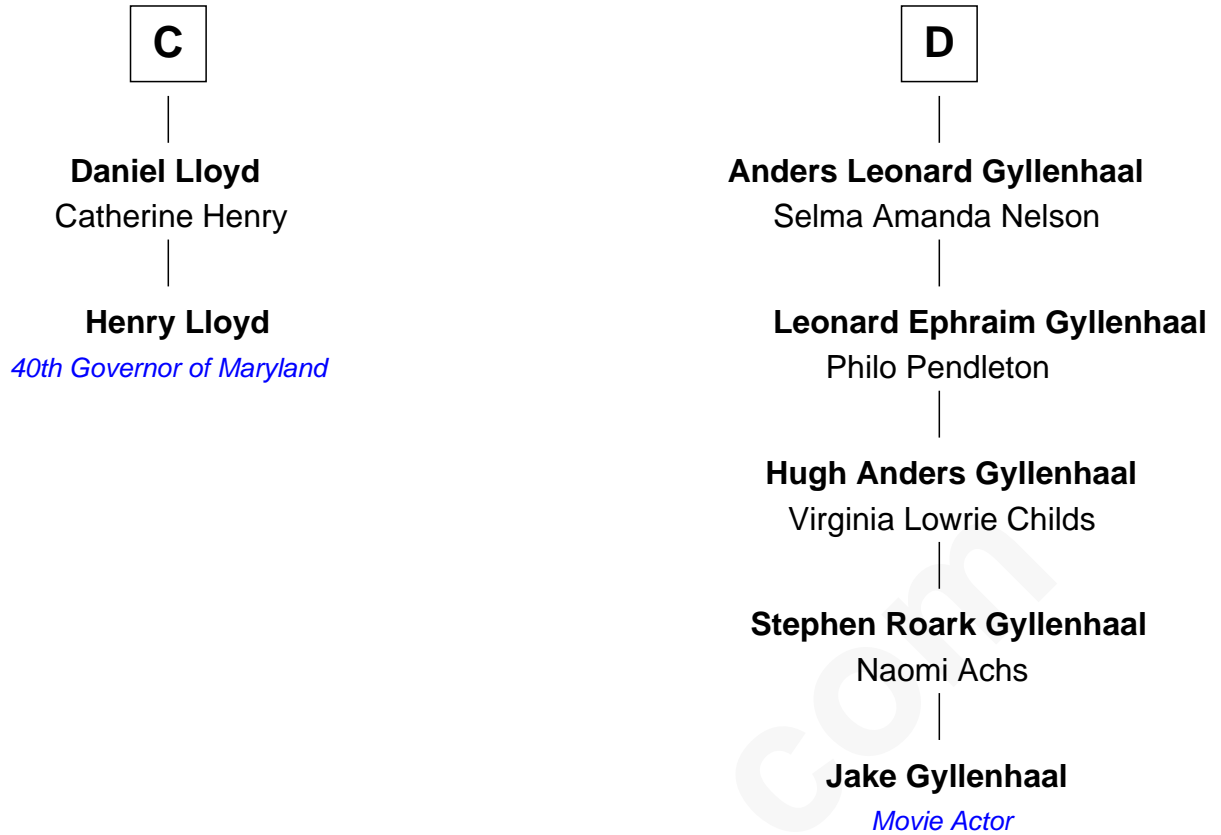 C
Daniel Lloyd
Catherine Henry
Henry Lloyd
40th Governor of Maryland
D
Anders Leonard Gyllenhaal
Selma Amanda Nelson
Leonard Ephraim Gyllenhaal
Philo Pendleton
Hugh Anders Gyllenhaal
Virginia Lowrie Childs
Stephen Roark Gyllenhaal
Naomi Achs
Jake Gyllenhaal
Movie Actor
com